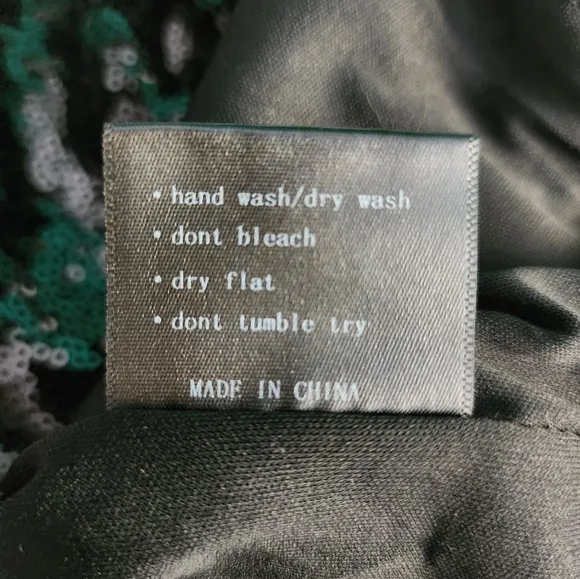 • hand wash/dry wash
• dont bleach
• dry flat
• dont tumble try
MADE IN CHINA